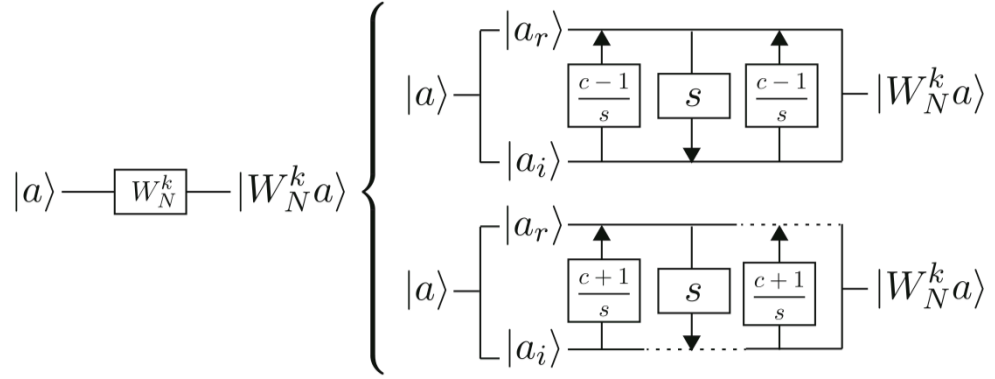 |a_r⟩
|a⟩ c − 1 / s s c − 1 / s |W_N^k a⟩
|a_i⟩
|a⟩ W_N^k |W_N^k a⟩
|a_r⟩
|a⟩ c + 1 / s s c + 1 / s |W_N^k a⟩
|a_i⟩